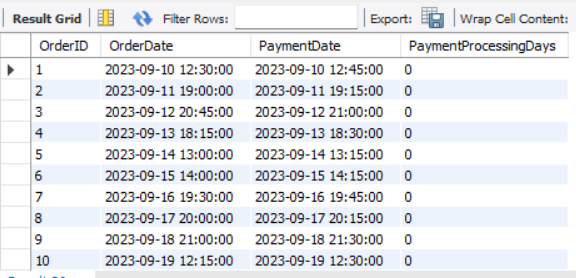 Result Grid Filter Rows: Export: Wrap Cell Content:
OrderID OrderDate PaymentDate PaymentProcessingDays
1 2023-09-10 12:30:00 2023-09-10 12:45:00 0
2 2023-09-11 19:00:00 2023-09-11 19:15:00 0
3 2023-09-12 20:45:00 2023-09-12 21:00:00 0
4 2023-09-13 18:15:00 2023-09-13 18:30:00 0
5 2023-09-14 13:00:00 2023-09-14 13:15:00 0
6 2023-09-15 14:00:00 2023-09-15 14:15:00 0
7 2023-09-16 19:30:00 2023-09-16 19:45:00 0
8 2023-09-17 20:00:00 2023-09-17 20:15:00 0
9 2023-09-18 21:00:00 2023-09-18 21:30:00 0
10 2023-09-19 12:15:00 2023-09-19 12:30:00 0